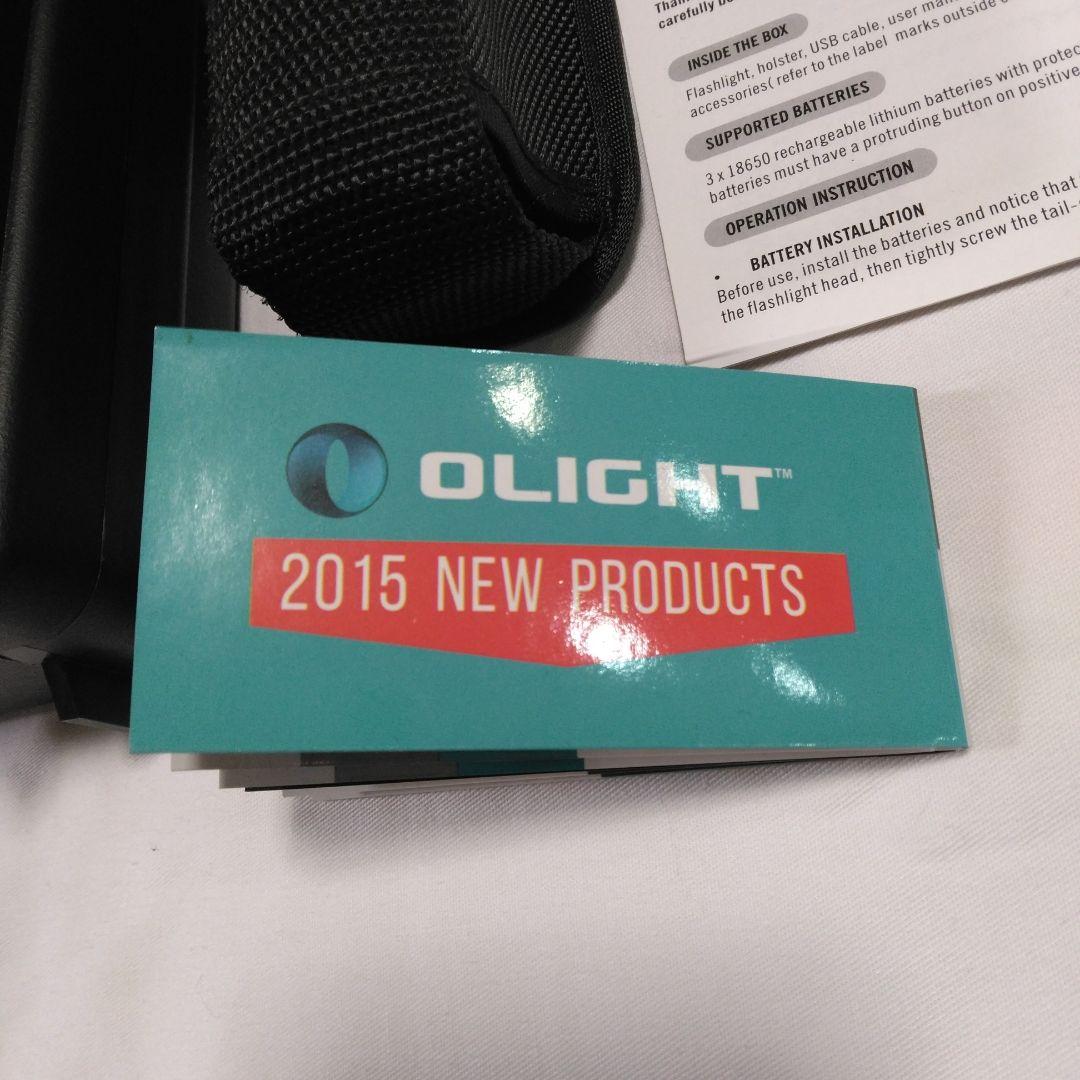 carefully
INSIDE THE BOX
Flashlight, holster, USB cable, user
accessories( refer to the label marks outside
SUPPORTED BATTERIES
3 x 18650 rechargeable lithium batteries with
batteries must have a protruding button on positive
OPERATION INSTRUCTION
• BATTERY INSTALLATION
Before use, install the batteries and notice that
the flashlight head, then tightly screw the tail-
OLIGHT™
2015 NEW PRODUCTS